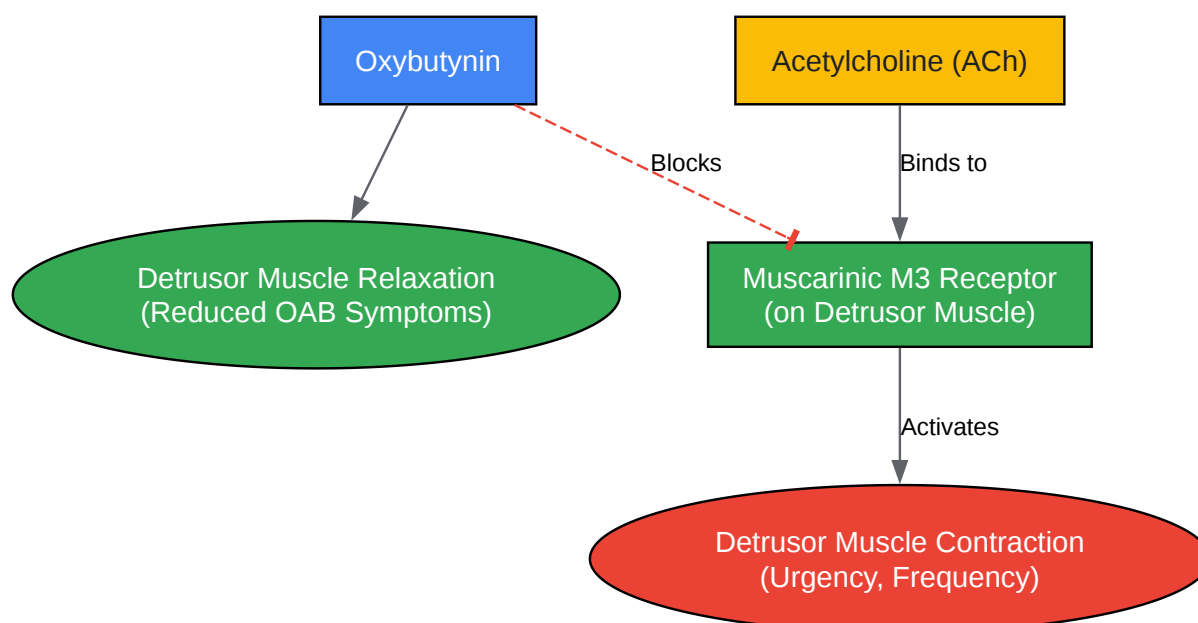 Oxybutynin
Acetylcholine (ACh)
Blocks
Binds to
Detrusor Muscle Relaxation
(Reduced OAB Symptoms)
Muscarinic M3 Receptor
(on Detrusor Muscle)
Activates
Detrusor Muscle Contraction
(Urgency, Frequency)